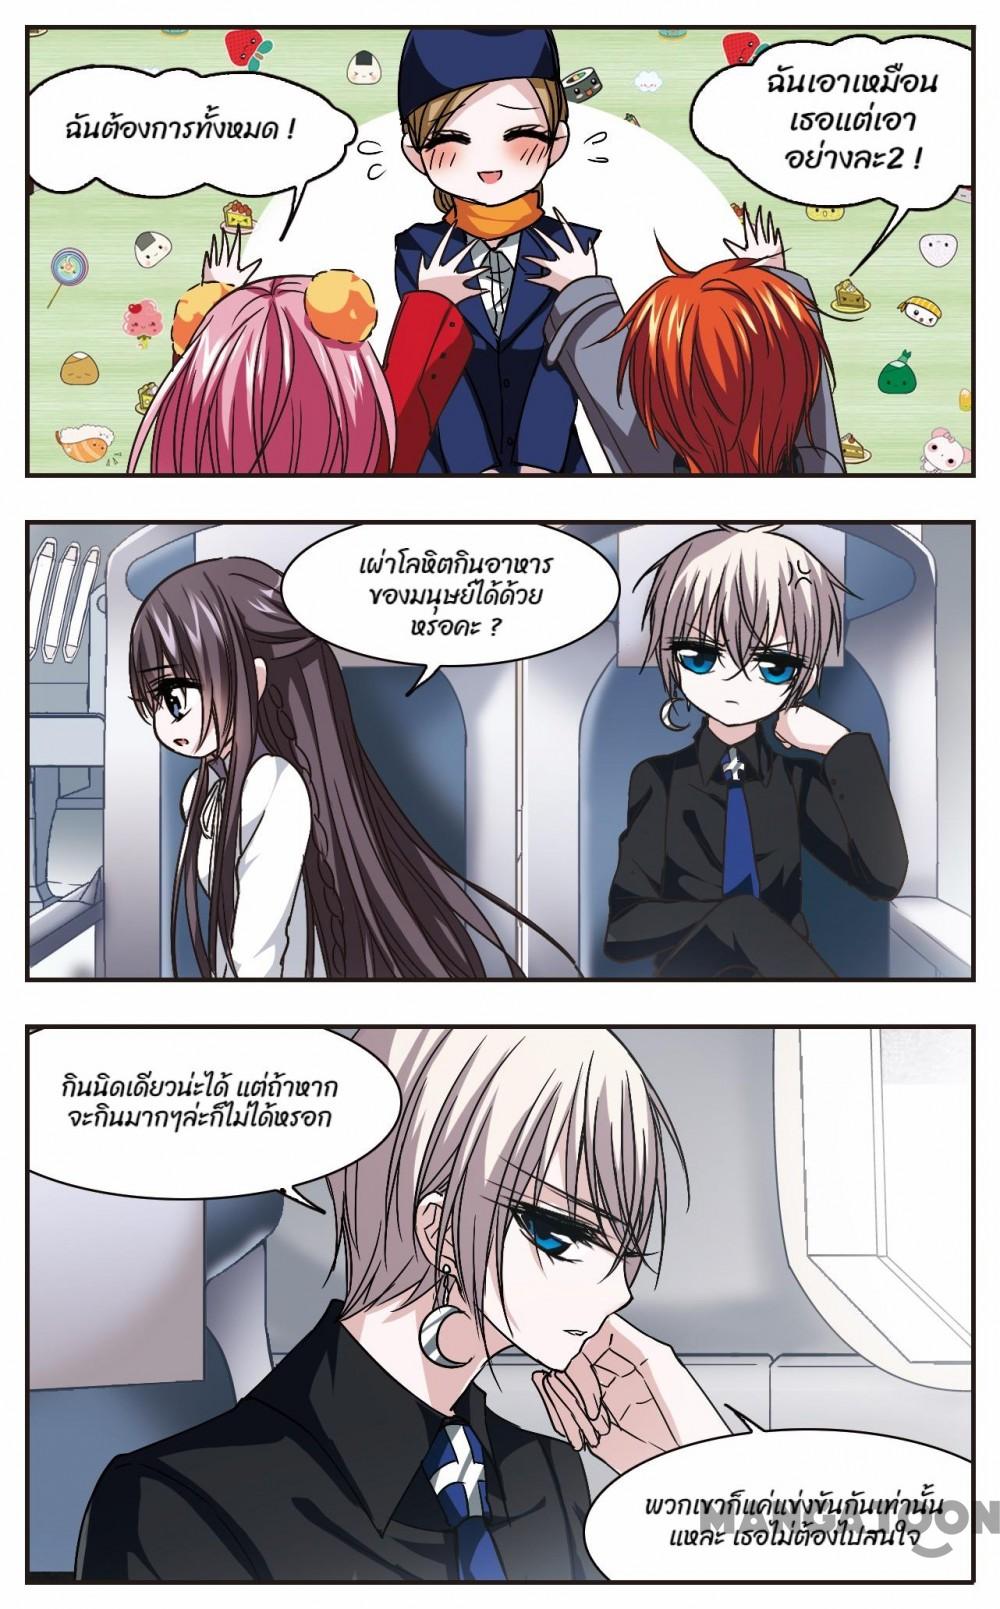 ฉันต้องการทั้งหมด !
ฉันเอาเหมือน
เธอแต่เอา
อย่างละ2 !
เผ่าโลหิตกินอาหาร
ของมนุษย์ได้ด้วย
หรอคะ ?
กินนิดเดียวน่ะได้ แต่ถ้าหาก
จะกินมากๆล่ะก็ไม่ได้หรอก
พวกเขาก็แค่แข่งขันกันเท่านั้น
แหละ เธอไม่ต้องไปสนใจ
MANGATOON